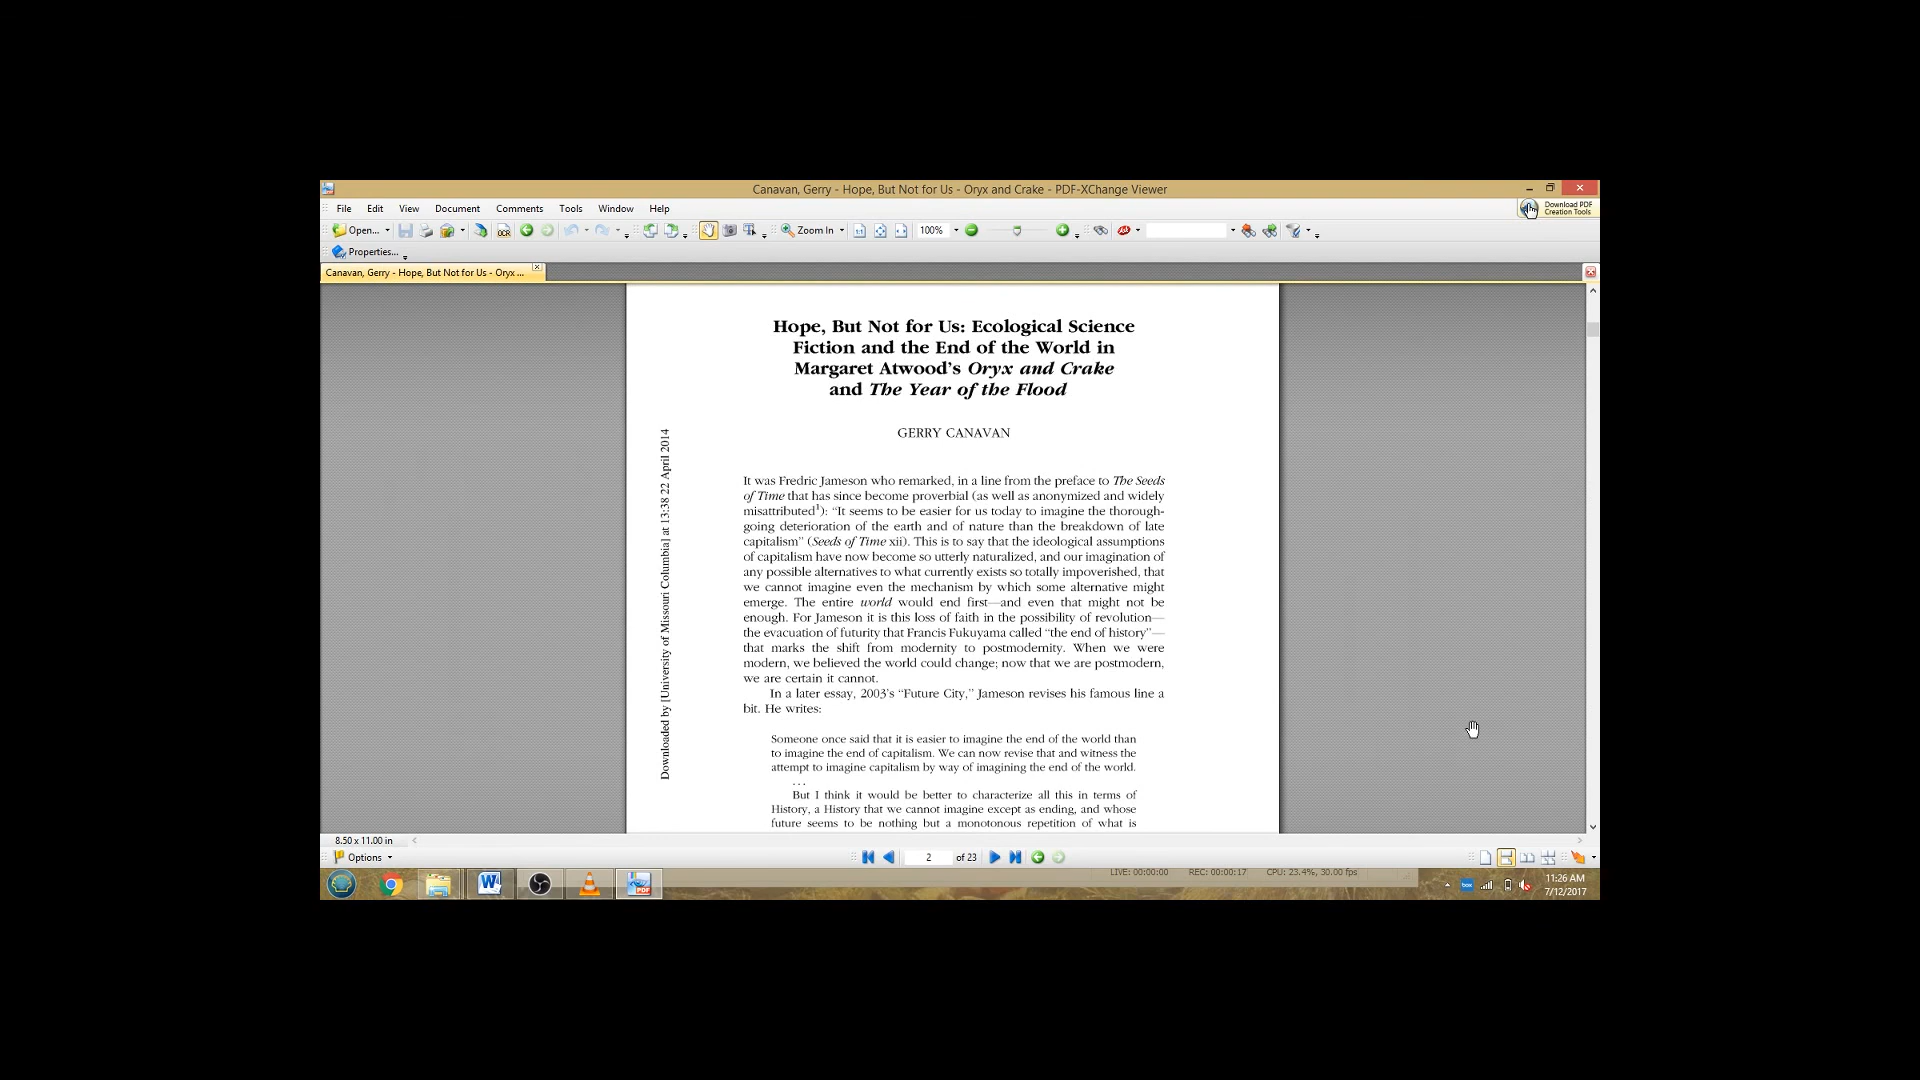 Canavan, Gerry - Hope, But Not for Us - Oryx and Crake - PDF-XChange Viewer
File Edit View Document Comments Tools Window Help
Download PDF
Creation Tools
Open... Zoom In 100%
Properties...
Canavan, Gerry - Hope, But Not for Us - Oryx ...
Hope, But Not for Us: Ecological Science
Fiction and the End of the World in
Margaret Atwood’s Oryx and Crake
and The Year of the Flood
GERRY CANAVAN
Downloaded by [University of Missouri Columbia] at 13:38 22 April 2014
It was Fredric Jameson who remarked, in a line from the preface to The Seeds
of Time that has since become proverbial (as well as anonymized and widely
misattributed1): “It seems to be easier for us today to imagine the thorough-
going deterioration of the earth and of nature than the breakdown of late
capitalism” (Seeds of Time xii). This is to say that the ideological assumptions
of capitalism have now become so utterly naturalized, and our imagination of
any possible alternatives to what currently exists so totally impoverished, that
we cannot imagine even the mechanism by which some alternative might
emerge. The entire world would end first—and even that might not be
enough. For Jameson it is this loss of faith in the possibility of revolution—
the evacuation of futurity that Francis Fukuyama called “the end of history”—
that marks the shift from modernity to postmodernity. When we were
modern, we believed the world could change; now that we are postmodern,
we are certain it cannot.
In a later essay, 2003’s “Future City,” Jameson revises his famous line a
bit. He writes:
Someone once said that it is easier to imagine the end of the world than
to imagine the end of capitalism. We can now revise that and witness the
attempt to imagine capitalism by way of imagining the end of the world.
...
But I think it would be better to characterize all this in terms of
History, a History that we cannot imagine except as ending, and whose
future seems to be nothing but a monotonous repetition of what is
8.50 x 11.00 in
Options 2 of 23
LIVE: 00:00:00 REC: 00:00:17 CPU: 23.4%, 30.00 fps
11:26 AM
7/12/2017